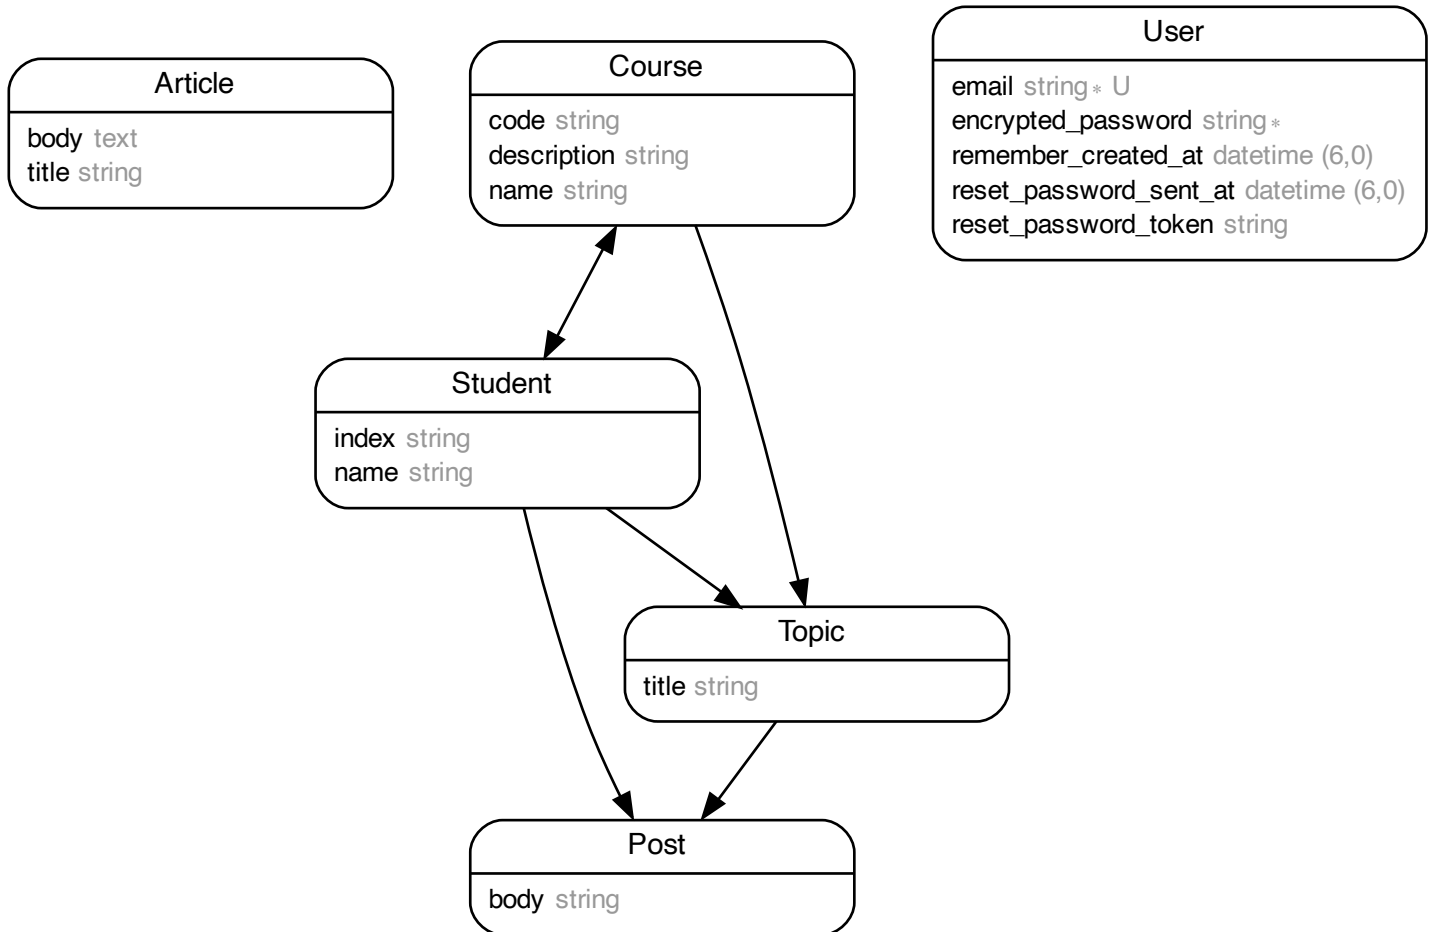 Article
body text
title string
Course
code string
description string
name string
User
email string* U
encrypted_password string*
remember_created_at datetime (6,0)
reset_password_sent_at datetime (6,0)
reset_password_token string
Student
index string
name string
Topic
title string
Post
body string